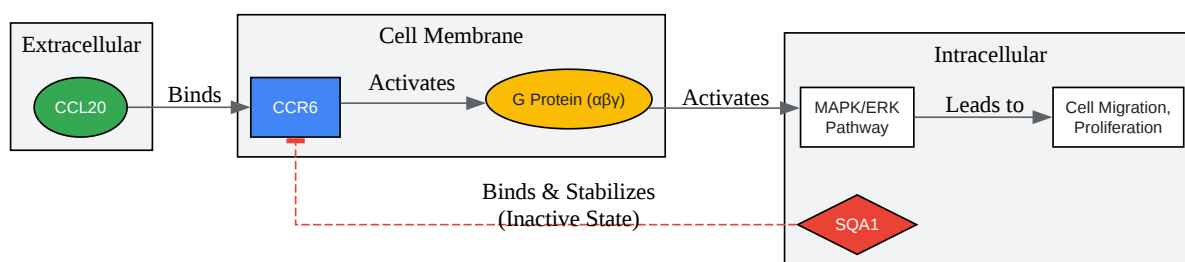 Extracellular
CCL20
Binds
Cell Membrane
CCR6
Activates
G Protein (αβγ)
Activates
Intracellular
MAPK/ERK
Pathway
Leads to
Cell Migration,
Proliferation
Binds & Stabilizes
(Inactive State)
SQA1